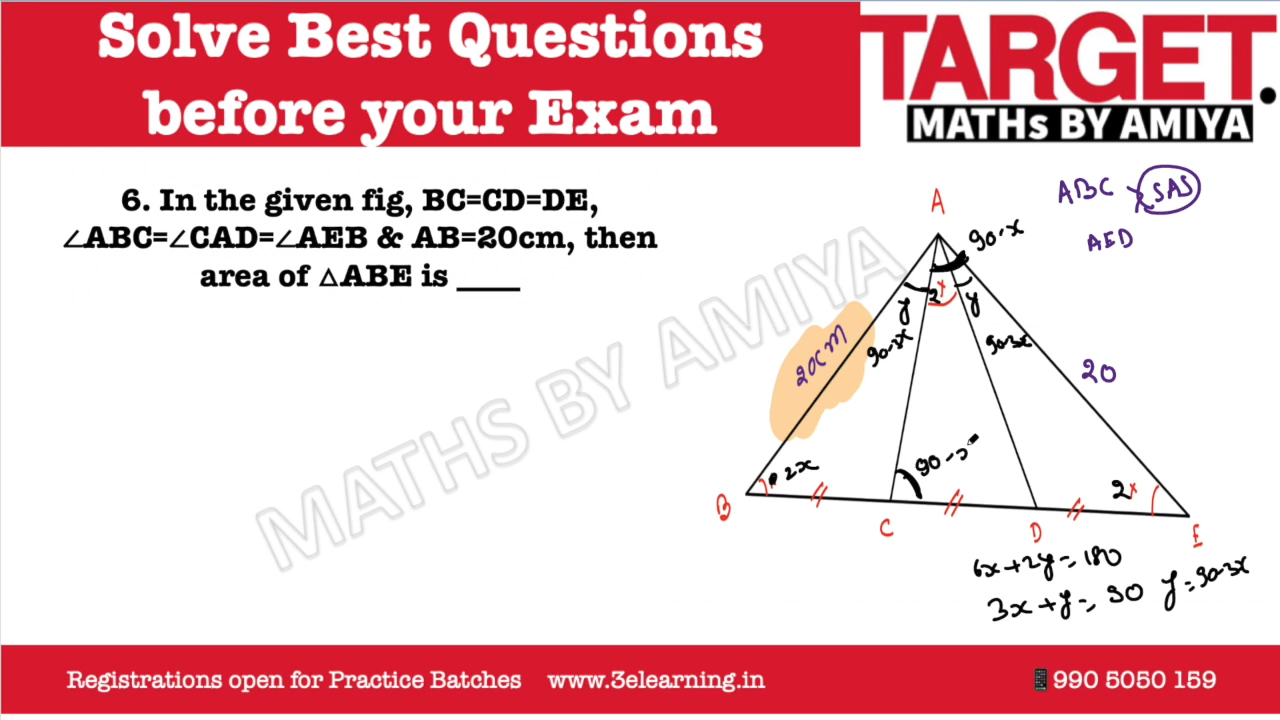 Solve Best Questions
before your Exam
TARGET.
MATHs BY AMIYA
6. In the given fig, BC=CD=DE,
∠ABC=∠CAD=∠AEB & AB=20cm, then
area of △ABE is ____
MATHS BY AMIYA
ABC
SAS
AED
A
90-x
y
2x
y
90-3x
90-3x
20cm
20
90-
2x
2x
B
C
D
E
6x+2y=180
3x+y=90 y=90-3x
Registrations open for Practice Batches www.3elearning.in 990 5050 159